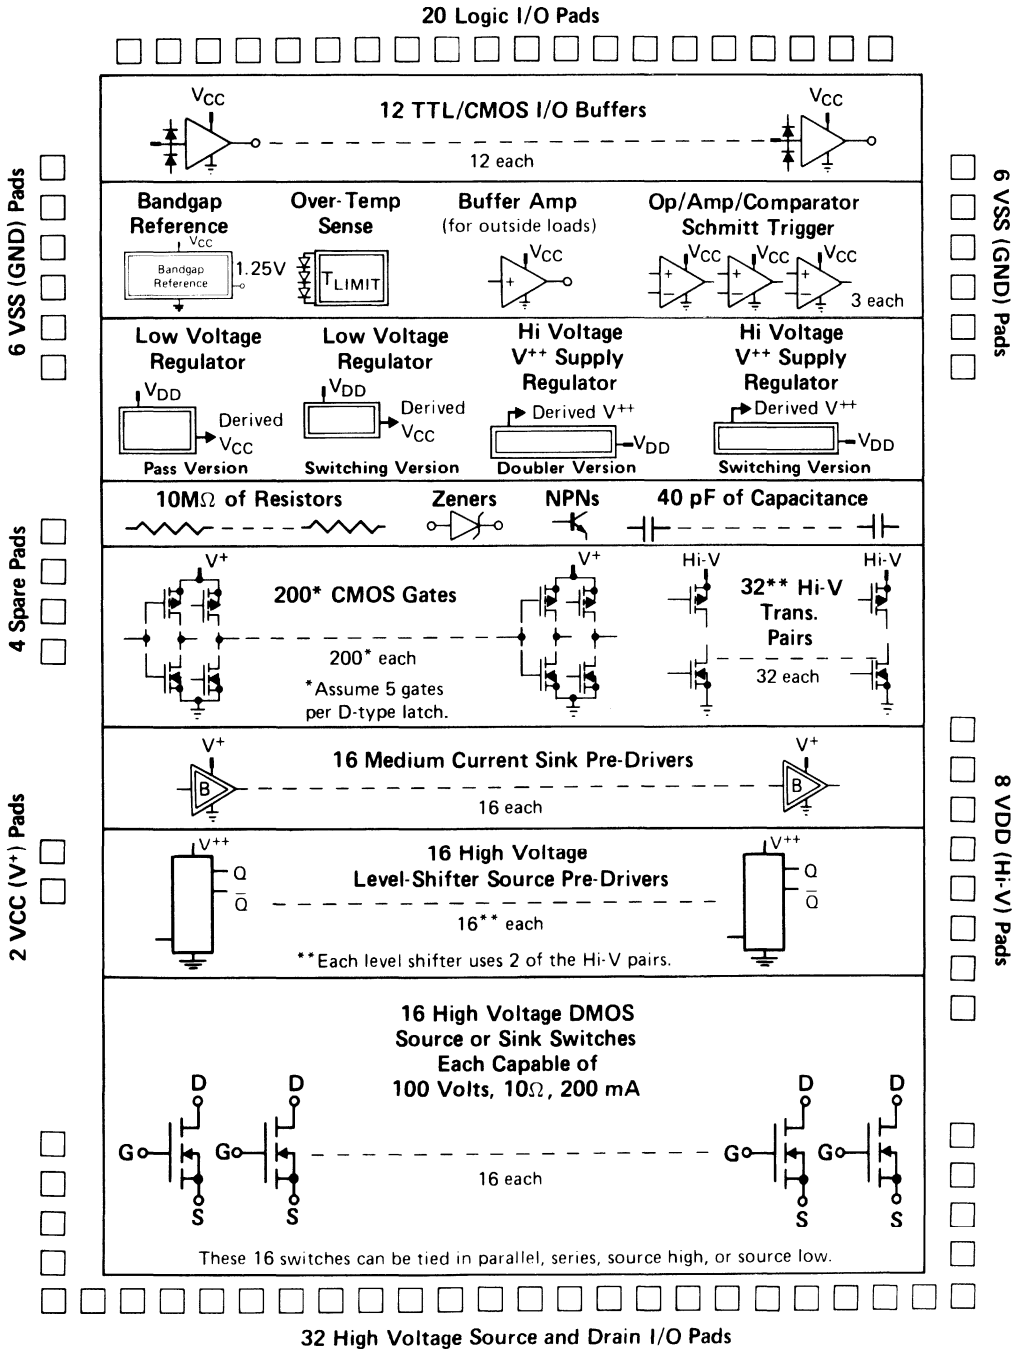 20 Logic I/O Pads
VCC
12 TTL/CMOS I/O Buffers
VCC
12 each
6 VSS (GND) Pads
6 VSS (GND) Pads
Bandgap
Reference
VCC
Bandgap
Reference
1.25V
Over-Temp
Sense
TLIMIT
Buffer Amp
(for outside loads)
VCC
+
Op/Amp/Comparator
Schmitt Trigger
VCC
VCC
VCC
+
−
+
−
+
−
3 each
Low Voltage
Regulator
VDD
Derived
VCC
Pass Version
Low Voltage
Regulator
VDD
Derived
VCC
Switching Version
Hi Voltage
V++ Supply
Regulator
Derived V++
VDD
Doubler Version
Hi Voltage
V++ Supply
Regulator
Derived V++
VDD
Switching Version
10MΩ of Resistors
Zeners
NPNs
40 pF of Capacitance
4 Spare Pads
V+
200* CMOS Gates
V+
200* each
*Assume 5 gates
per D-type latch.
Hi-V
32** Hi-V
Trans.
Pairs
Hi-V
32 each
V+
16 Medium Current Sink Pre-Drivers
V+
B
B
16 each
2 VCC (V+) Pads
8 VDD (Hi-V) Pads
V++
Q
Q̅
16 High Voltage
Level-Shifter Source Pre-Drivers
V++
Q
Q̅
16** each
**Each level shifter uses 2 of the Hi-V pairs.
16 High Voltage DMOS
Source or Sink Switches
Each Capable of
100 Volts, 10Ω, 200 mA
D
D
D
D
G
G
G
G
16 each
S
S
S
S
These 16 switches can be tied in parallel, series, source high, or source low.
32 High Voltage Source and Drain I/O Pads